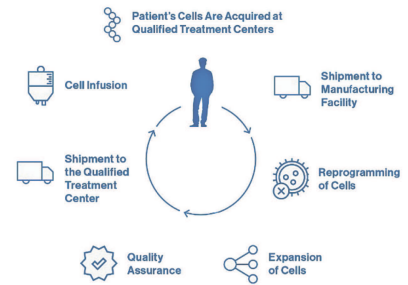 Patient's Cells Are Acquired at
Qualified Treatment Centers
Shipment to
Manufacturing
Facility
Reprogramming
of Cells
Expansion
of Cells
Quality
Assurance
Shipment to
the Qualified
Treatment
Center
Cell Infusion